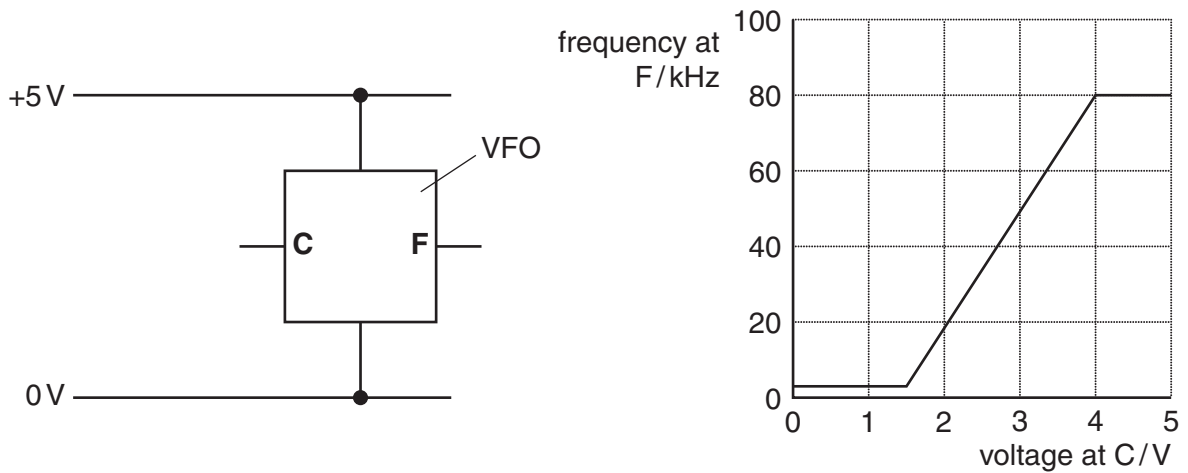 +5 V
VFO
C
F
0 V
frequency at
F / kHz
100
80
60
40
20
0
0 1 2 3 4 5
voltage at C / V